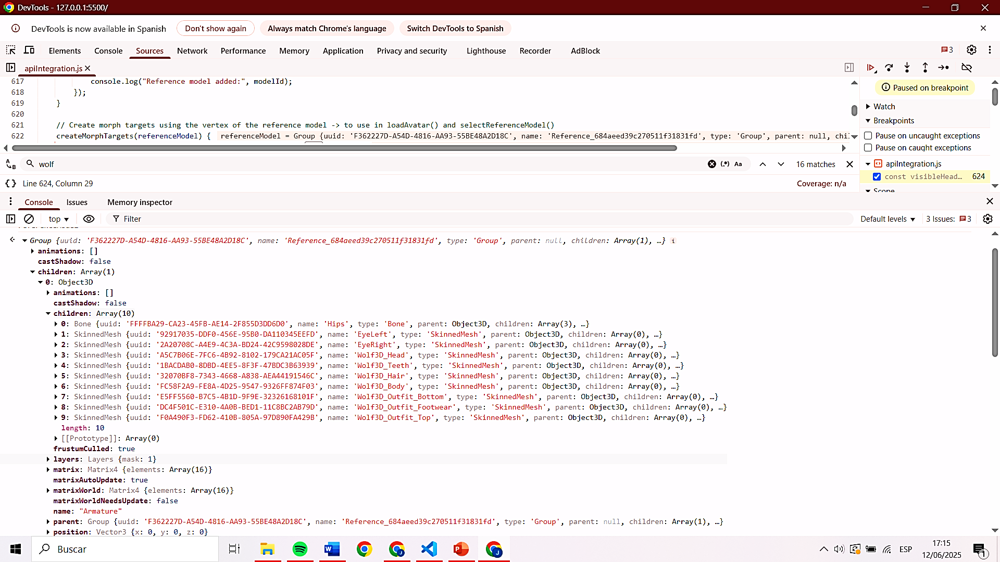 DevTools - 127.0.0.1:5500/
DevTools is now available in Spanish Don't show again Always match Chrome's language Switch DevTools to Spanish
Elements Console Sources Network Performance Memory Application Privacy and security Lighthouse Recorder AdBlock 3
apiIntegration.js
617 console.log("Reference model added:", modelId);
618 });
619 }
620
621 // Create morph targets using the vertex of the reference model -> to use in loadAvatar() and selectReferenceModel()
622 createMorphTargets(referenceModel) { referenceModel = Group {uuid: 'F362227D-A54D-4816-AA93-55BE48A2D18C', name: 'Reference_684aeed39c270511f31831fd', type: 'Group', parent: null, chi
Paused on breakpoint
Watch
Breakpoints
Pause on uncaught exceptions
Pause on caught exceptions
apiIntegration.js
const visibleHead… 624
Scope
wolf (.*) Aa 16 matches
{} Line 624, Column 29 Coverage: n/a
Console Issues Memory inspector
top Filter Default levels 3 Issues: 3
Group {uuid: 'F362227D-A54D-4816-AA93-55BE48A2D18C', name: 'Reference_684aeed39c270511f31831fd', type: 'Group', parent: null, children: Array(1), …} i
animations: []
castShadow: false
children: Array(1)
0: Object3D
animations: []
castShadow: false
children: Array(10)
0: Bone {uuid: 'FFFFBA29-CA23-45FB-AE14-2F855D3DD6D0', name: 'Hips', type: 'Bone', parent: Object3D, children: Array(3), …}
1: SkinnedMesh {uuid: '92917035-DDF0-456E-95B0-DA110345EEFD', name: 'EyeLeft', type: 'SkinnedMesh', parent: Object3D, children: Array(0), …}
2: SkinnedMesh {uuid: '2A20708C-A4E9-4C3A-BD24-42C9598028DE', name: 'EyeRight', type: 'SkinnedMesh', parent: Object3D, children: Array(0), …}
3: SkinnedMesh {uuid: 'A5C7B06E-7FC6-4B92-8102-179CA21AC05F', name: 'Wolf3D_Head', type: 'SkinnedMesh', parent: Object3D, children: Array(0), …}
4: SkinnedMesh {uuid: '1BACDAB0-8DBD-4EE5-8F3F-47BDC3B63939', name: 'Wolf3D_Teeth', type: 'SkinnedMesh', parent: Object3D, children: Array(0), …}
5: SkinnedMesh {uuid: '32070BF8-7343-4668-A838-AEA44191546C', name: 'Wolf3D_Hair', type: 'SkinnedMesh', parent: Object3D, children: Array(0), …}
6: SkinnedMesh {uuid: 'FC58F2A9-FE8A-4D25-9547-9326FF874F03', name: 'Wolf3D_Body', type: 'SkinnedMesh', parent: Object3D, children: Array(0), …}
7: SkinnedMesh {uuid: 'E5FF5560-B7C5-4B1D-9F9E-32326168101F', name: 'Wolf3D_Outfit_Bottom', type: 'SkinnedMesh', parent: Object3D, children: Array(0), …}
8: SkinnedMesh {uuid: 'DC4F501C-E310-4A0B-BED1-11C8BC2AB79D', name: 'Wolf3D_Outfit_Footwear', type: 'SkinnedMesh', parent: Object3D, children: Array(0), …}
9: SkinnedMesh {uuid: 'F0A490F3-FD62-410B-805A-97D890FA429B', name: 'Wolf3D_Outfit_Top', type: 'SkinnedMesh', parent: Object3D, children: Array(0), …}
length: 10
[[Prototype]]: Array(0)
frustumCulled: true
layers: Layers {mask: 1}
matrix: Matrix4 {elements: Array(16)}
matrixAutoUpdate: true
matrixWorld: Matrix4 {elements: Array(16)}
matrixWorldNeedsUpdate: false
name: "Armature"
parent: Group {uuid: 'F362227D-A54D-4816-AA93-55BE48A2D18C', name: 'Reference_684aeed39c270511f31831fd', type: 'Group', parent: null, children: Array(1), …}
position: Vector3 {x: 0, y: 0, z: 0}
Buscar ESP 17:15
12/06/2025 1